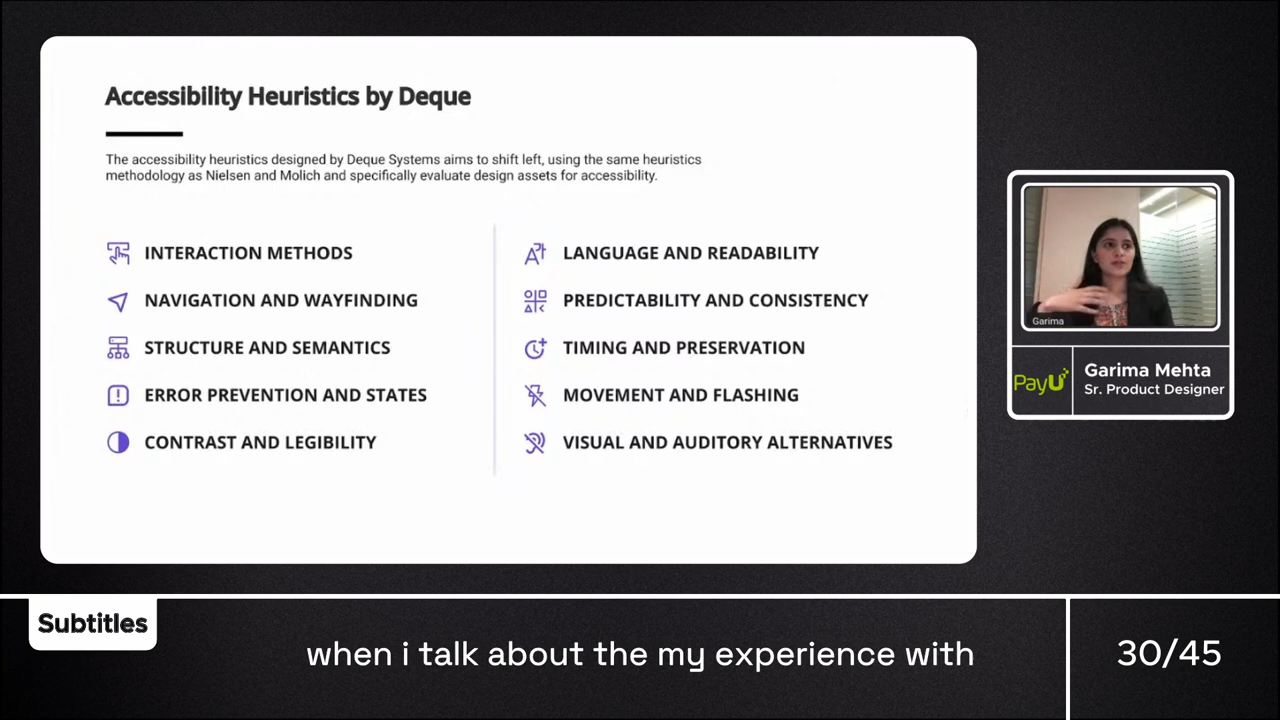 Accessibility Heuristics by Deque
The accessibility heuristics designed by Deque Systems aims to shift left, using the same heuristics
methodology as Nielsen and Molich and specifically evaluate design assets for accessibility.
INTERACTION METHODS
NAVIGATION AND WAYFINDING
STRUCTURE AND SEMANTICS
ERROR PREVENTION AND STATES
CONTRAST AND LEGIBILITY
LANGUAGE AND READABILITY
PREDICTABILITY AND CONSISTENCY
TIMING AND PRESERVATION
MOVEMENT AND FLASHING
VISUAL AND AUDITORY ALTERNATIVES
Garima
PayU
Garima Mehta
Sr. Product Designer
Subtitles
when i talk about the my experience with
30/45